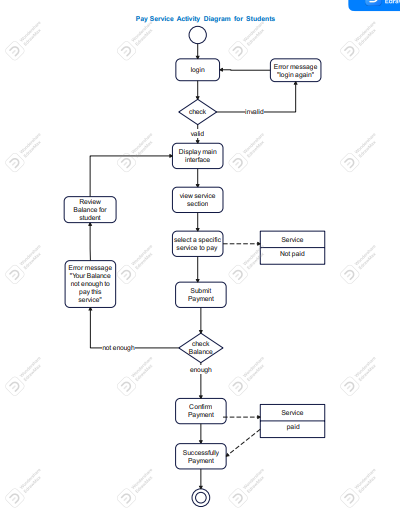 Pay Service Activity Diagram for Students
login
Error message
"login again"
check
invalid
valid
Display main
interface
view service
section
Review
Balance for
student
select a specific
service to pay
Service
Not paid
Error message
"Your Balance
not enough to
pay this
service"
Submit
Payment
check
Balance
not enough
enough
Confirm
Payment
Service
paid
Successfully
Payment